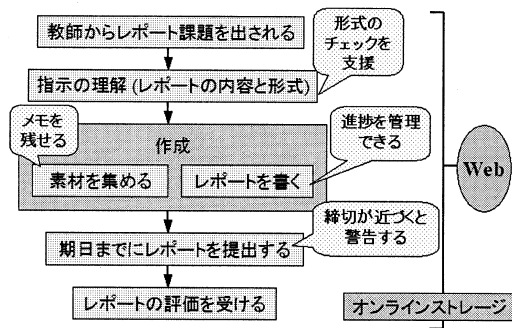 教師からレポート課題を出される
形式の
チェックを
支援
指示の理解 (レポートの内容と形式)
メモを
残せる
作成
進捗を管理
できる
素材を集める
レポートを書く
Web
締切が近づくと
警告する
期日までにレポートを提出する
レポートの評価を受ける
オンラインストレージ